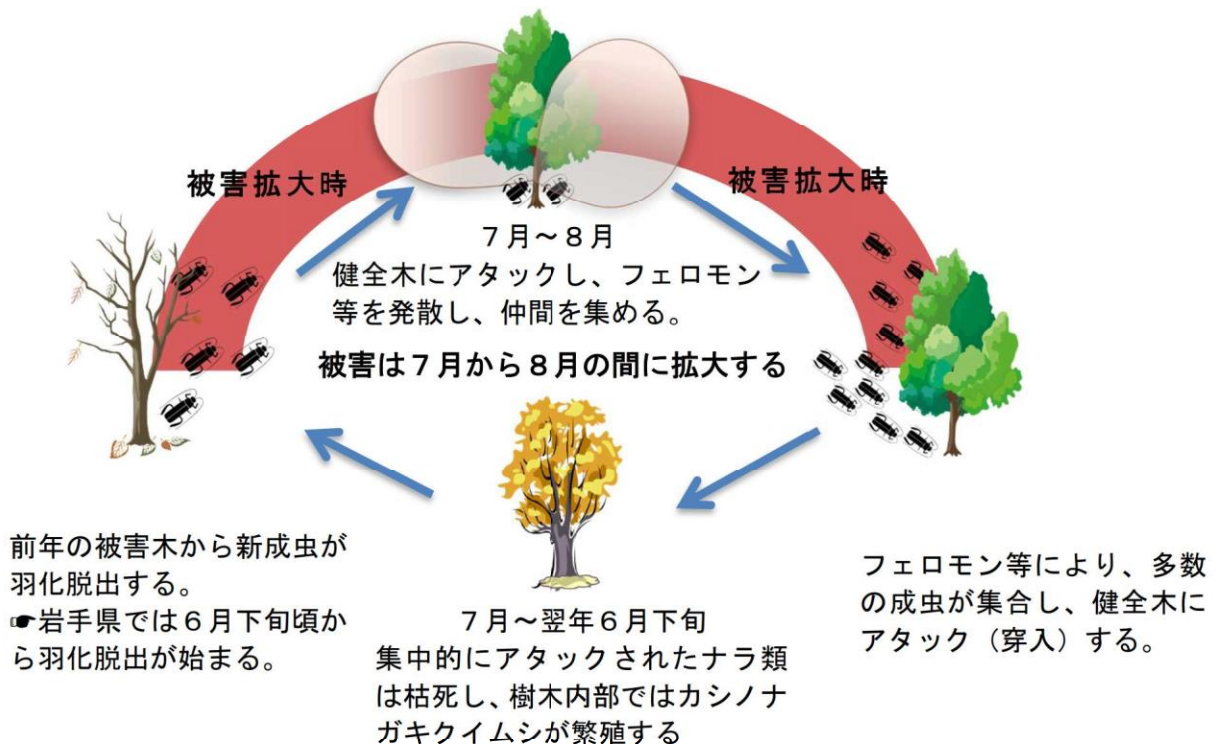 被害拡大時
被害拡大時
７月～８月
健全木にアタックし、フェロモン
等を発散し、仲間を集める。
被害は７月から８月の間に拡大する
前年の被害木から新成虫が
羽化脱出する。
☛岩手県では６月下旬頃か
ら羽化脱出が始まる。
７月～翌年６月下旬
集中的にアタックされたナラ類
は枯死し、樹木内部ではカシノナ
ガキクイムシが繁殖する
フェロモン等により、多数
の成虫が集合し、健全木に
アタック（穿入）する。